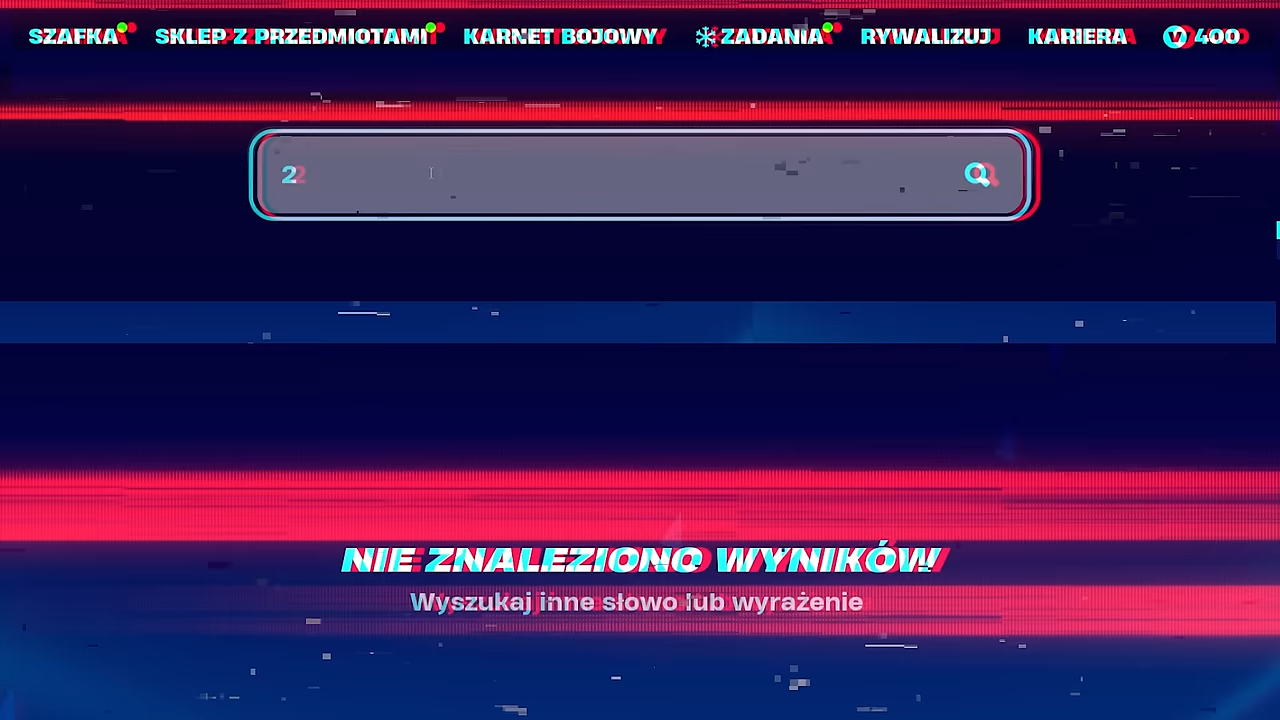 SZAFKA SKLEP Z PRZEDMIOTAMI KARNET BOJOWY ZADANIA RYWALIZUJ KARIERA V 400
2
NIE ZNALEZIONO WYNIKÓW!
Wyszukaj inne słowo lub wyrażenie